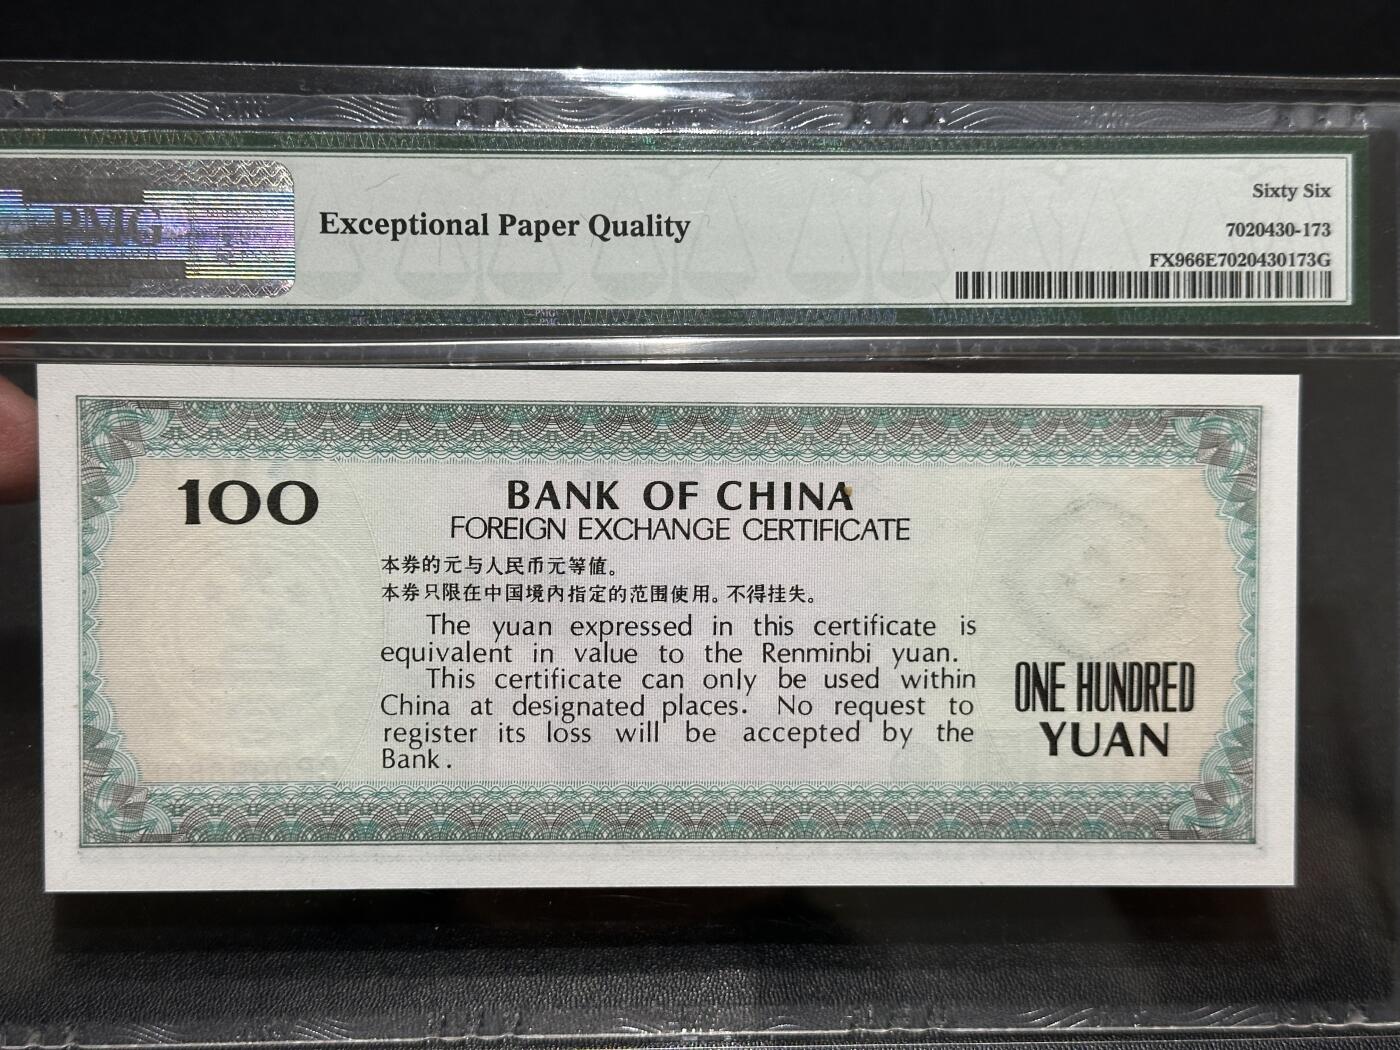 PMG
Exceptional Paper Quality
Sixty Six
7020430-173
FX966E7020430173G
100
BANK OF CHINA
FOREIGN EXCHANGE CERTIFICATE
本券的元与人民币元等值。
本券只限在中国境内指定的范围使用。不得挂失。
The yuan expressed in this certificate is
equivalent in value to the Renminbi yuan.
This certificate can only be used within
China at designated places. No request to
register its loss will be accepted by the
Bank.
ONE HUNDRED
YUAN